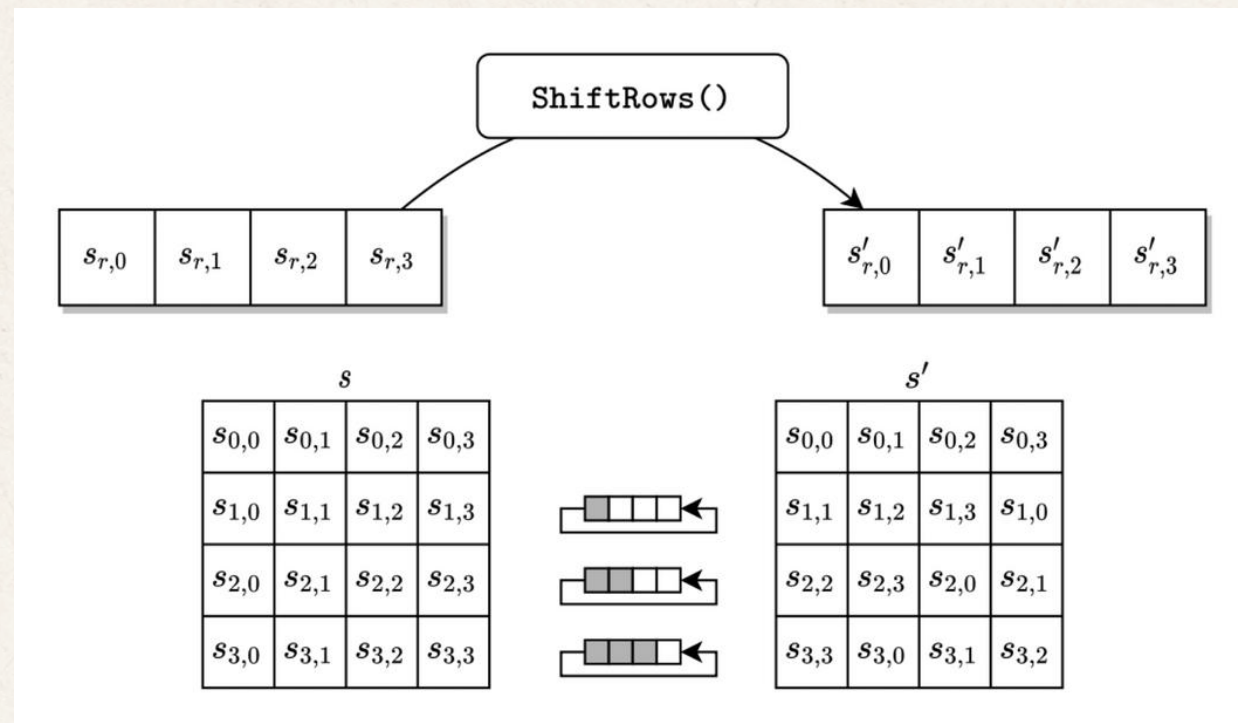 ShiftRows()
s_{r,0} s_{r,1} s_{r,2} s_{r,3} s'_{r,0} s'_{r,1} s'_{r,2} s'_{r,3}
s s'
s_{0,0} s_{0,1} s_{0,2} s_{0,3} s_{0,0} s_{0,1} s_{0,2} s_{0,3}
s_{1,0} s_{1,1} s_{1,2} s_{1,3} s_{1,1} s_{1,2} s_{1,3} s_{1,0}
s_{2,0} s_{2,1} s_{2,2} s_{2,3} s_{2,2} s_{2,3} s_{2,0} s_{2,1}
s_{3,0} s_{3,1} s_{3,2} s_{3,3} s_{3,3} s_{3,0} s_{3,1} s_{3,2}